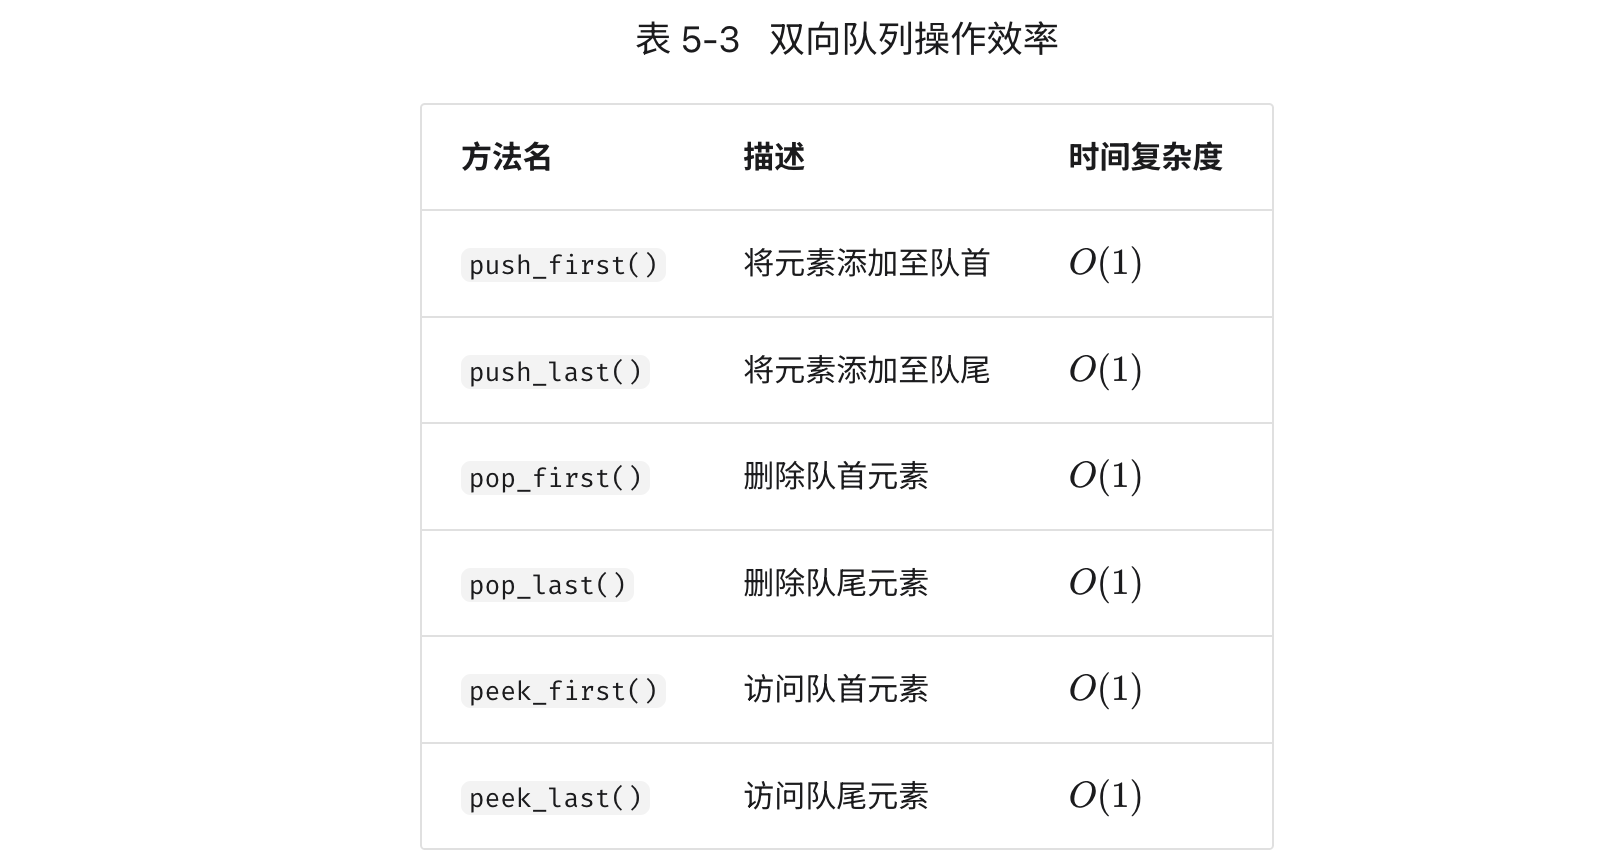 表 5-3 双向队列操作效率
方法名 描述 时间复杂度
push_first() 将元素添加至队首 O(1)
push_last() 将元素添加至队尾 O(1)
pop_first() 删除队首元素 O(1)
pop_last() 删除队尾元素 O(1)
peek_first() 访问队首元素 O(1)
peek_last() 访问队尾元素 O(1)